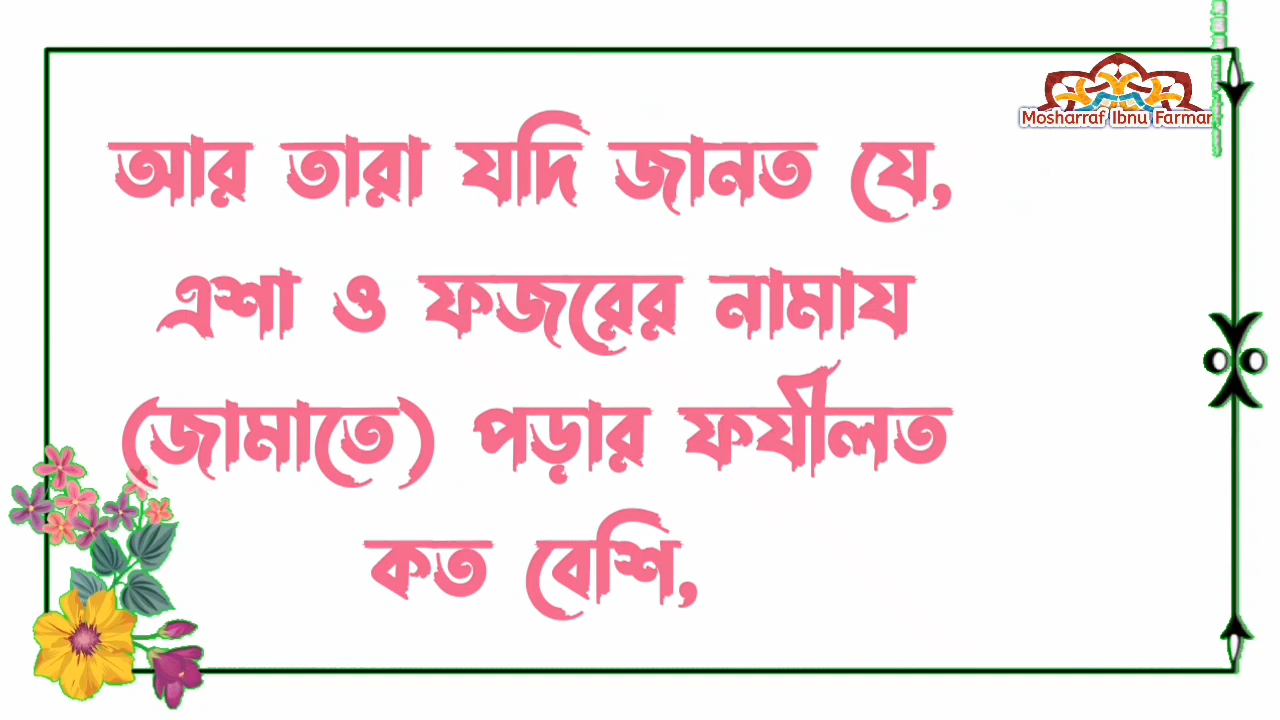 Mosharraf Ibnu Farmar
আর তারা যদি জানত যে,
এশা ও ফজরের নামায
(জামাতে) পড়ার ফযীলত
কত বেশি,